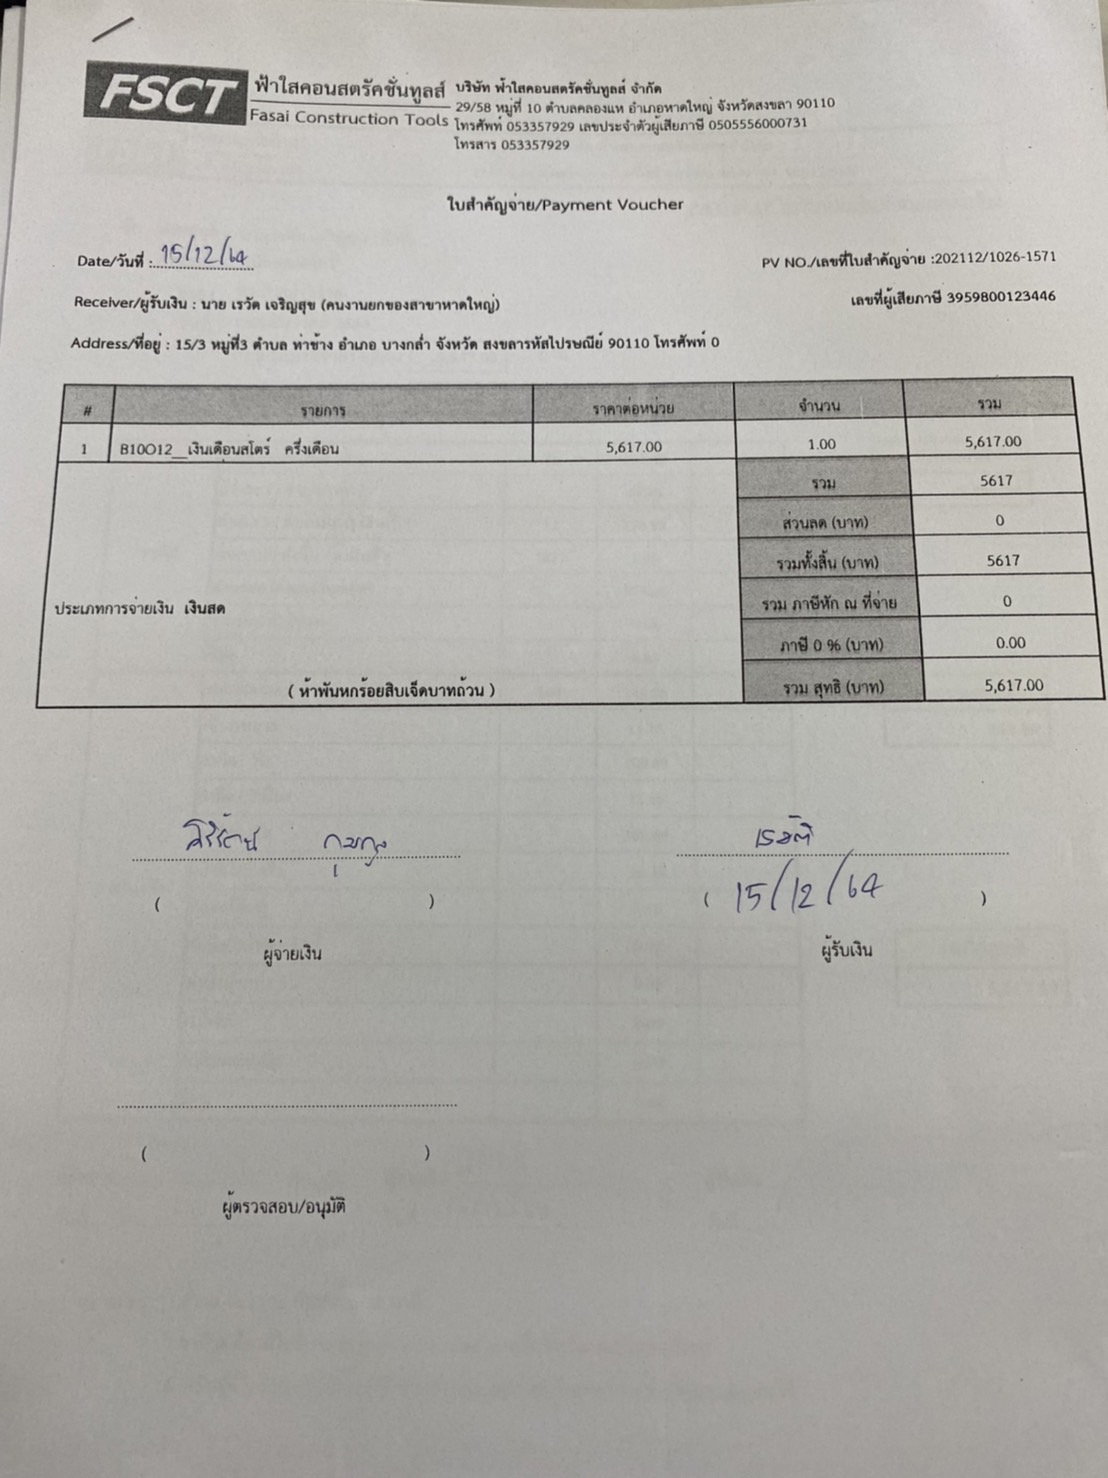 FSCT ฟ้าใสคอนสตรัคชั่นทูลส์
Fasai Construction Tools
บริษัท ฟ้าใสคอนสตรัคชั่นทูลส์ จำกัด
29/58 หมู่ที่ 10 ตำบลคลองแห อำเภอหาดใหญ่ จังหวัดสงขลา 90110
โทรศัพท์ 053357929 เลขประจำตัวผู้เสียภาษี 0505556000731
โทรสาร 053357929
ใบสำคัญจ่าย/Payment Voucher
Date/วันที่ : 15/12/64
PV NO./เลขที่ใบสำคัญจ่าย :202112/1026-1571
Receiver/ผู้รับเงิน : นาย เรวัต เจริญสุข (คนงานยกของสาขาหาดใหญ่)
เลขที่ผู้เสียภาษี 3959800123446
Address/ที่อยู่ : 15/3 หมู่ที่3 ตำบล ท่าช้าง อำเภอ บางกล่ำ จังหวัด สงขลารหัสไปรษณีย์ 90110 โทรศัพท์ 0
# รายการ ราคาต่อหน่วย จำนวน รวม
1 B10O12__เงินเดือนสโตร์ ครึ่งเดือน 5,617.00 1.00 5,617.00
รวม 5617
ส่วนลด (บาท) 0
รวมทั้งสิ้น (บาท) 5617
ประเภทการจ่ายเงิน เงินสด
รวม ภาษีหัก ณ ที่จ่าย 0
ภาษี 0 % (บาท) 0.00
( ห้าพันหกร้อยสิบเจ็ดบาทถ้วน )
รวม สุทธิ (บาท) 5,617.00
เรวัติ
( )
( 15/12/64 )
ผู้จ่ายเงิน
ผู้รับเงิน
( )
ผู้ตรวจสอบ/อนุมัติ